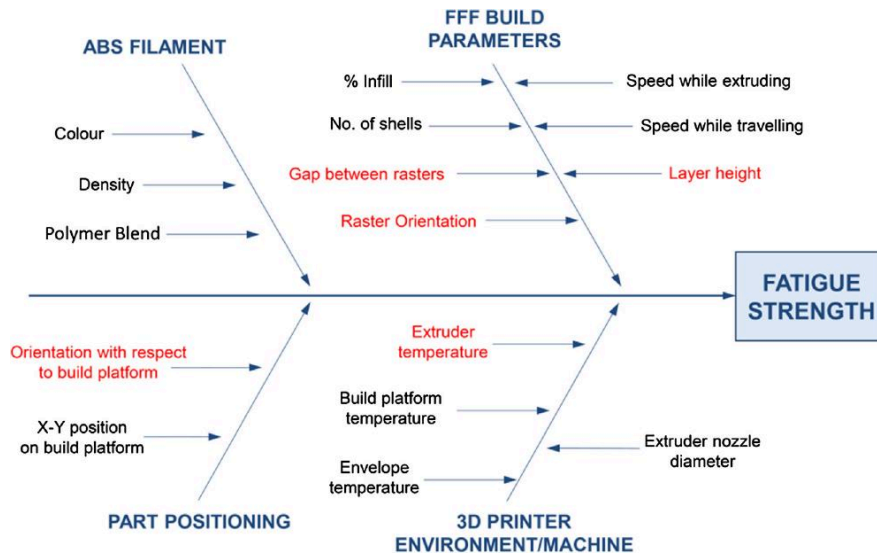 ABS FILAMENT
Colour
Density
Polymer Blend
FFF BUILD
PARAMETERS
% Infill
No. of shells
Gap between rasters
Raster Orientation
Speed while extruding
Speed while travelling
Layer height
FATIGUE
STRENGTH
Orientation with respect
to build platform
X-Y position
on build platform
PART POSITIONING
Extruder
temperature
Build platform
temperature
Envelope
temperature
Extruder nozzle
diameter
3D PRINTER
ENVIRONMENT/MACHINE